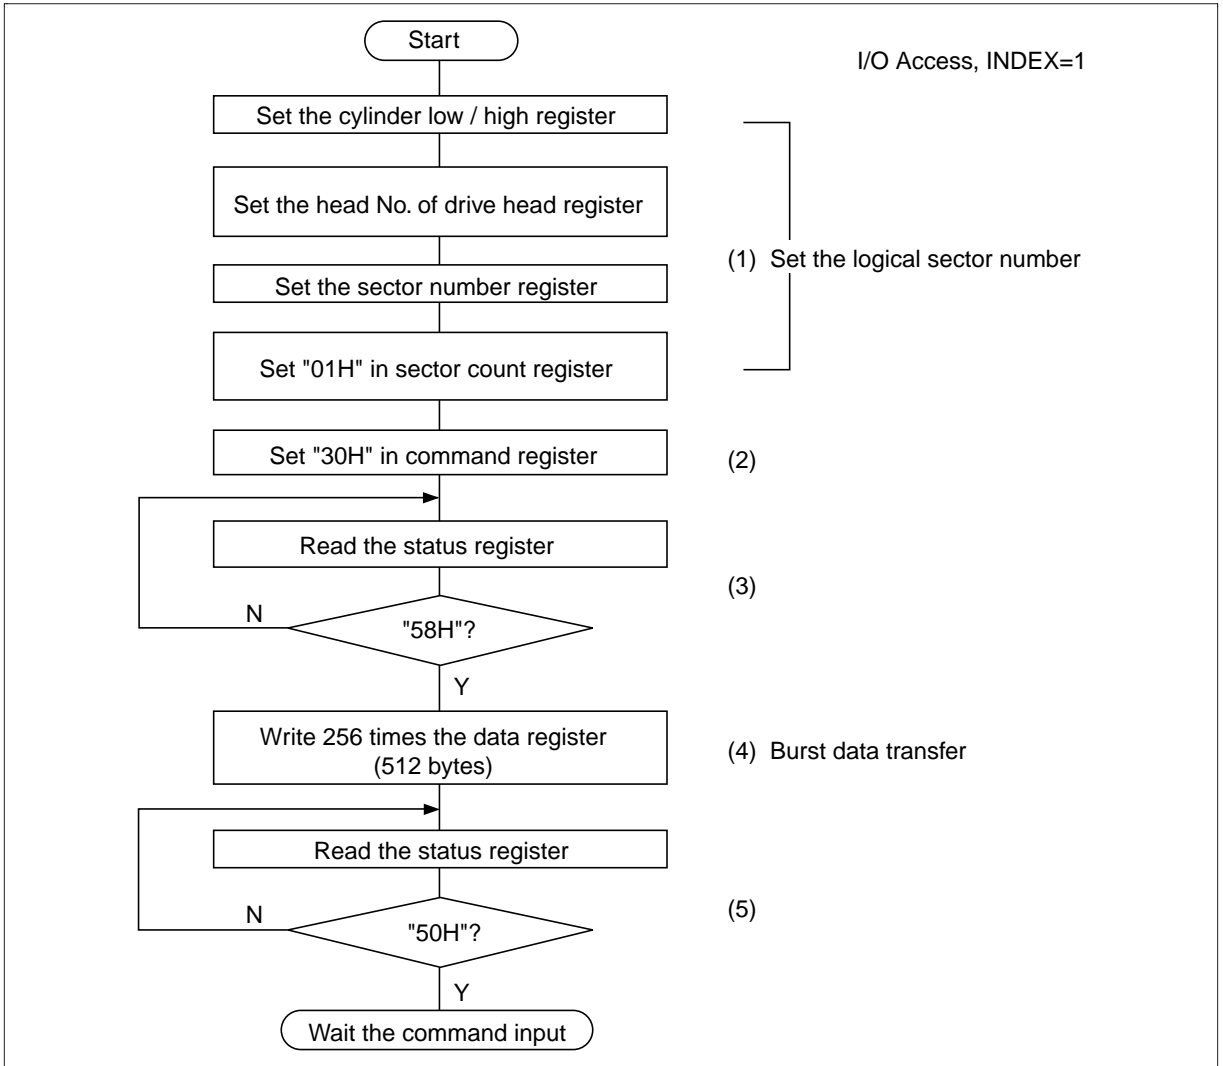 Start
I/O Access, INDEX=1
Set the cylinder low / high register
Set the head No. of drive head register
(1) Set the logical sector number
Set the sector number register
Set "01H" in sector count register
Set "30H" in command register
(2)
Read the status register
(3)
N
"58H"?
Y
Write 256 times the data register
(512 bytes)
(4) Burst data transfer
Read the status register
N
"50H"?
(5)
Y
Wait the command input